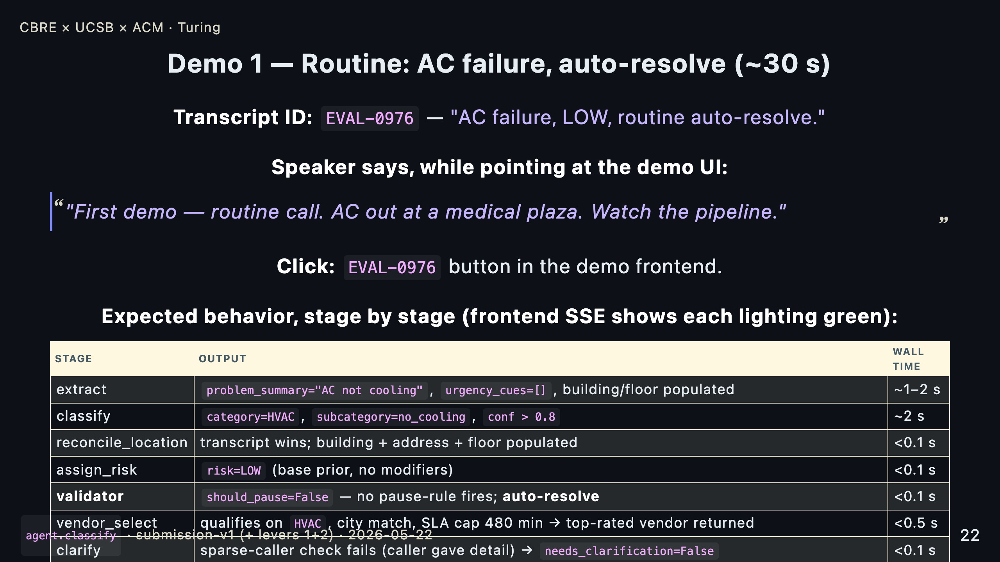 CBRE × UCSB × ACM · Turing
Demo 1 — Routine: AC failure, auto-resolve (~30 s)
Transcript ID: EVAL-0976 — "AC failure, LOW, routine auto-resolve."
Speaker says, while pointing at the demo UI:
“"First demo — routine call. AC out at a medical plaza. Watch the pipeline."”
Click: EVAL-0976 button in the demo frontend.
Expected behavior, stage by stage (frontend SSE shows each lighting green):
STAGE OUTPUT WALL TIME
extract problem_summary="AC not cooling", urgency_cues=[], building/floor populated ~1–2 s
classify category=HVAC, subcategory=no_cooling, conf > 0.8 ~2 s
reconcile_location transcript wins; building + address + floor populated <0.1 s
assign_risk risk=LOW (base prior, no modifiers) <0.1 s
validator should_pause=False — no pause-rule fires; auto-resolve <0.1 s
vendor_select qualifies on HVAC, city match, SLA cap 480 min → top-rated vendor returned <0.5 s
agent.classify · submission-v1 (+ levers 1+2) · 2026-05-22 22
clarify sparse-caller check fails (caller gave detail) → needs_clarification=False <0.1 s